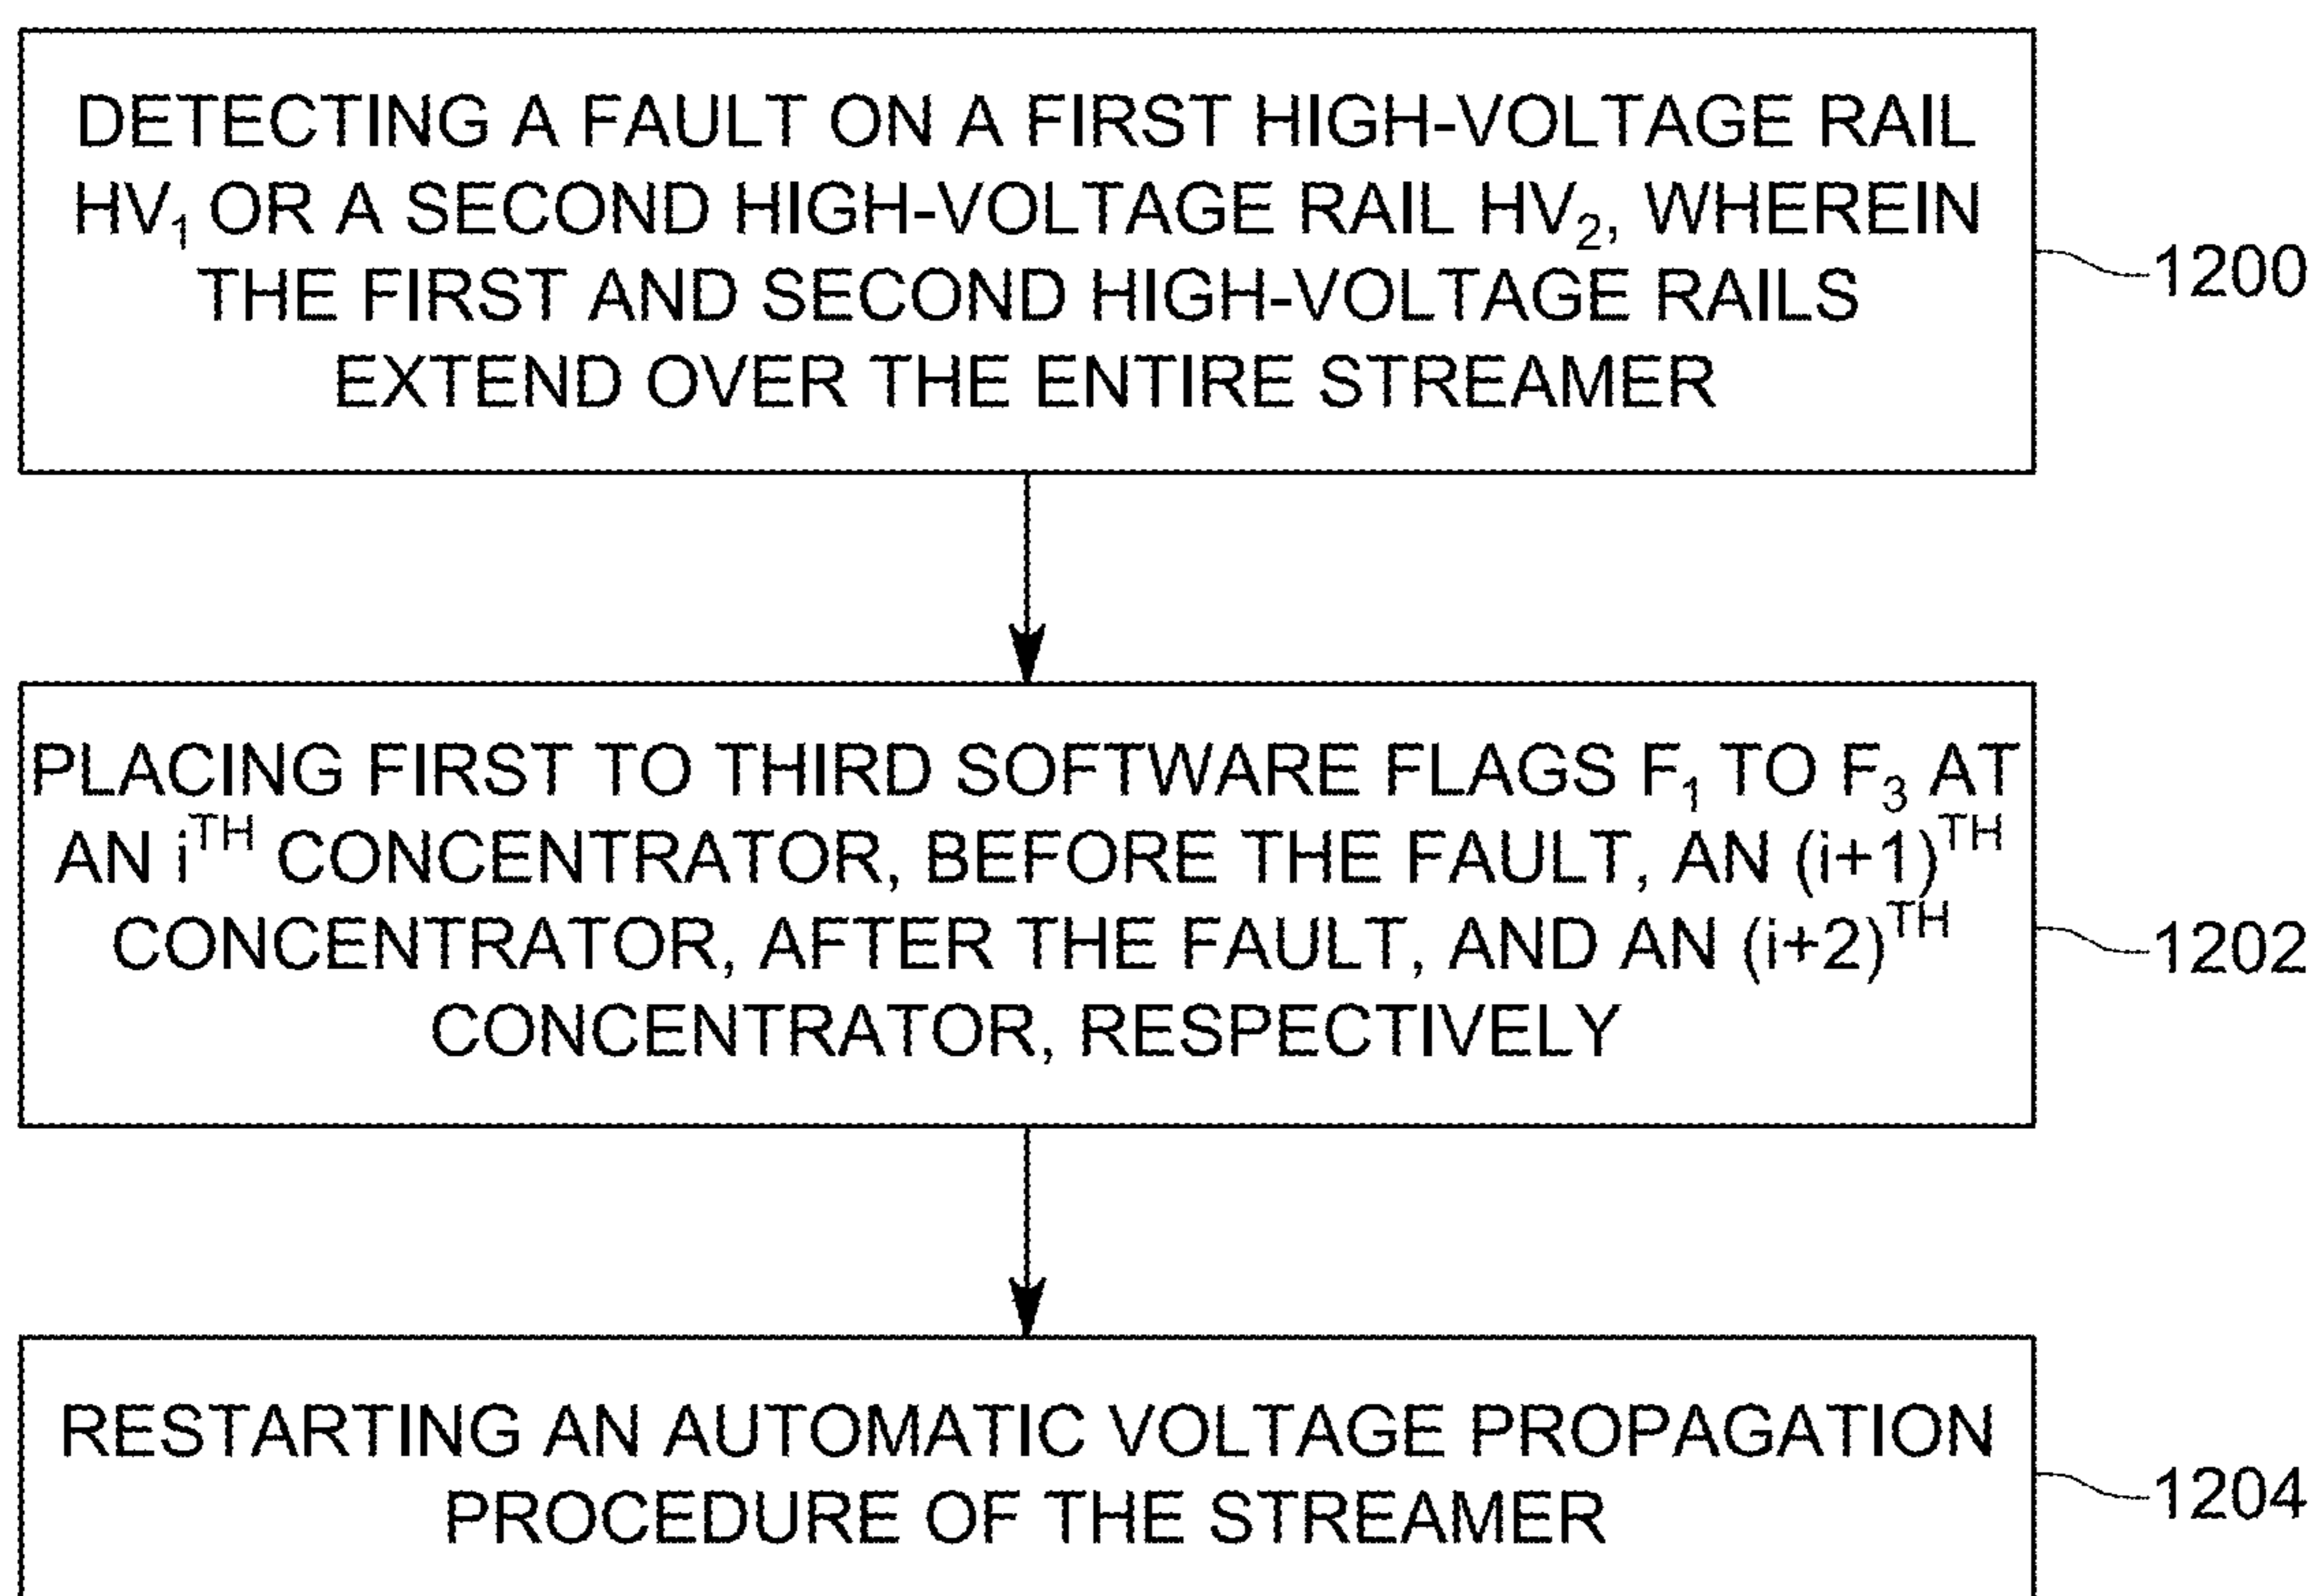 DETECTING A FAULT ON A FIRST HIGH-VOLTAGE RAIL
HV₁ OR A SECOND HIGH-VOLTAGE RAIL HV₂, WHEREIN
THE FIRST AND SECOND HIGH-VOLTAGE RAILS
EXTEND OVER THE ENTIRE STREAMER
1200
PLACING FIRST TO THIRD SOFTWARE FLAGS F₁ TO F₃ AT
AN i^TH CONCENTRATOR, BEFORE THE FAULT, AN (i+1)^TH
CONCENTRATOR, AFTER THE FAULT, AND AN (i+2)^TH
CONCENTRATOR, RESPECTIVELY
1202
RESTARTING AN AUTOMATIC VOLTAGE PROPAGATION
PROCEDURE OF THE STREAMER
1204